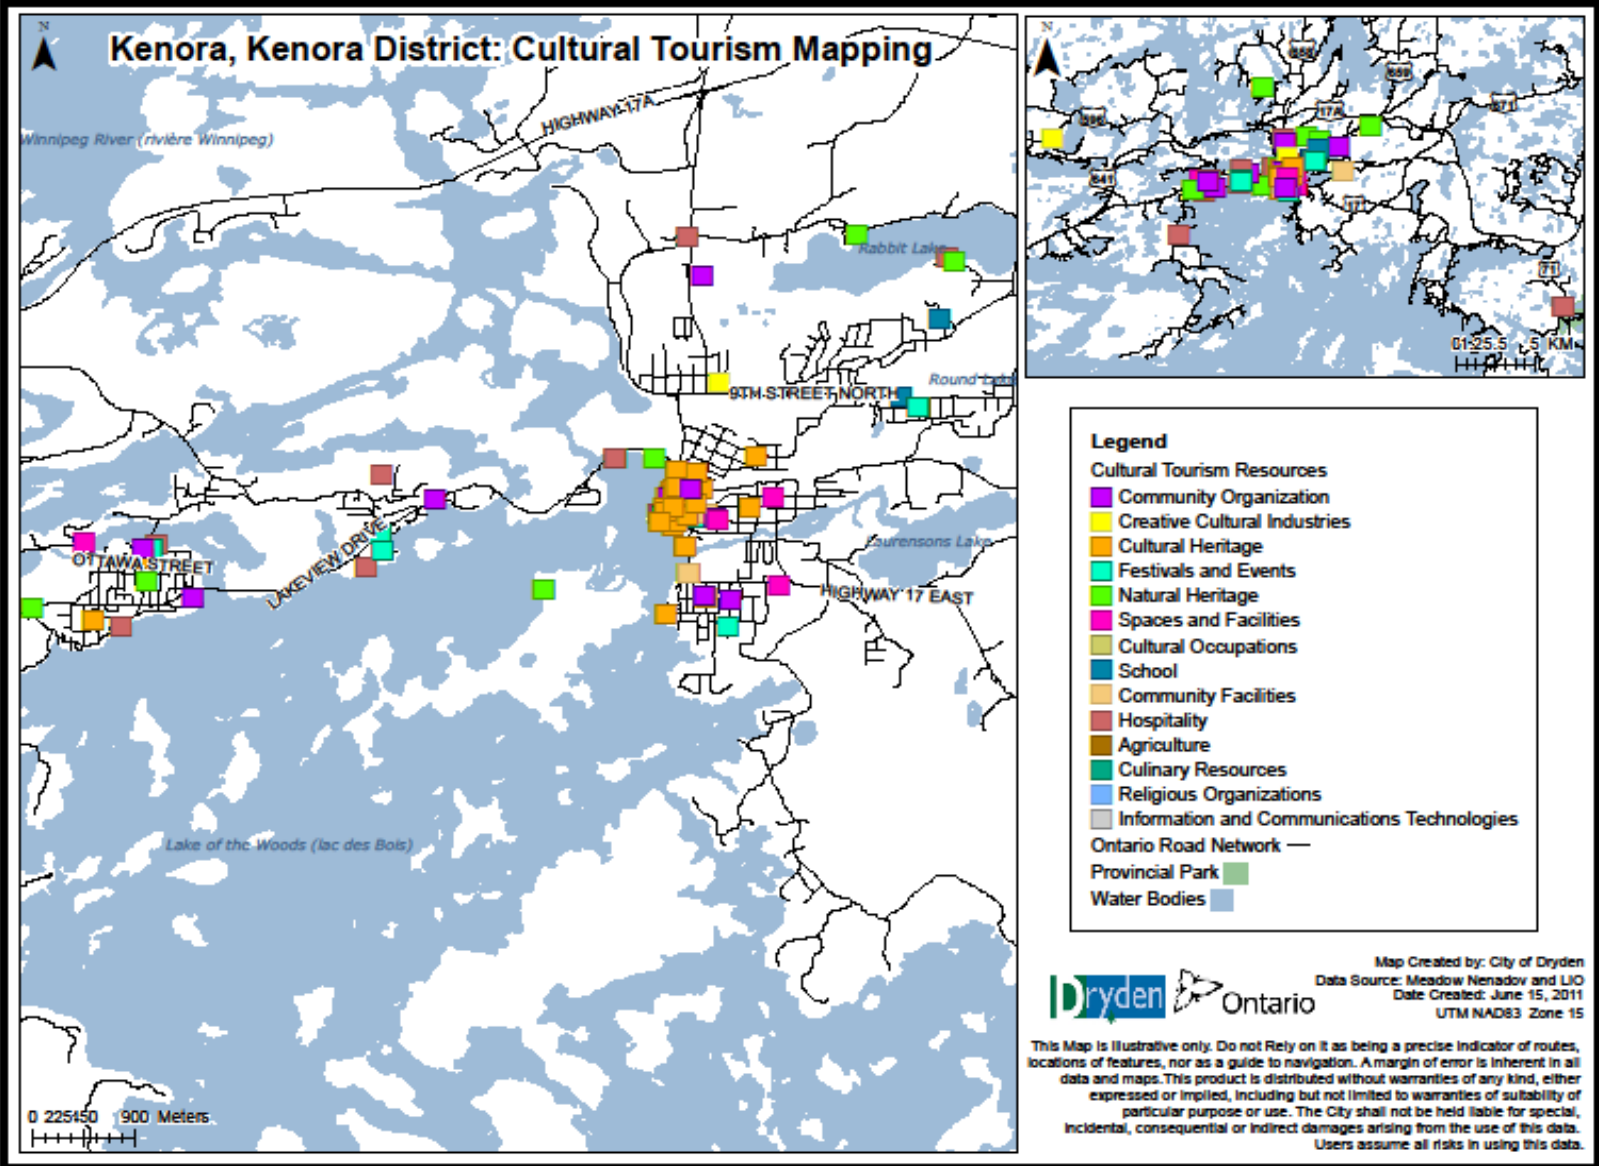 N
Kenora, Kenora District: Cultural Tourism Mapping
HIGHWAY 17A
Winnipeg River (rivière Winnipeg)
Rabbit Lake
Round Lake
9TH STREET NORTH
Laurensons Lake
OTTAWA STREET
LAKEVIEW DRIVE
HIGHWAY 17 EAST
Lake of the Woods (lac des Bois)
0 225450 900 Meters
N
658
659
17A
671
596
641
17
71
01.25.5 5 KM
Legend
Cultural Tourism Resources
Community Organization
Creative Cultural Industries
Cultural Heritage
Festivals and Events
Natural Heritage
Spaces and Facilities
Cultural Occupations
School
Community Facilities
Hospitality
Agriculture
Culinary Resources
Religious Organizations
Information and Communications Technologies
Ontario Road Network
Provincial Park
Water Bodies
Dryden
Ontario
Map Created by: City of Dryden
Data Source: Meadow Nenadov and LIO
Date Created: June 15, 2011
UTM NAD83 Zone 15
This Map is illustrative only. Do not Rely on it as being a precise indicator of routes,
locations of features, nor as a guide to navigation. A margin of error is inherent in all
data and maps.This product is distributed without warranties of any kind, either
expressed or implied, including but not limited to warranties of suitability of
particular purpose or use. The City shall not be held liable for special,
incidental, consequential or indirect damages arising from the use of this data.
Users assume all risks in using this data.